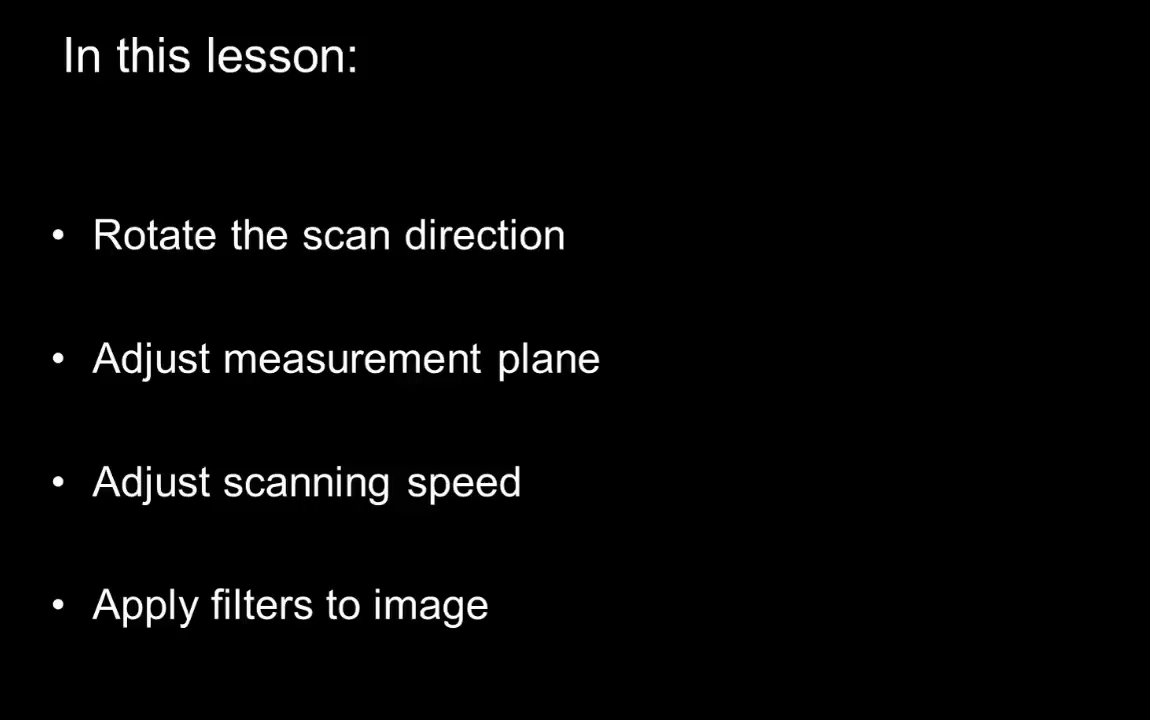 In this lesson:
• Rotate the scan direction
• Adjust measurement plane
• Adjust scanning speed
• Apply filters to image